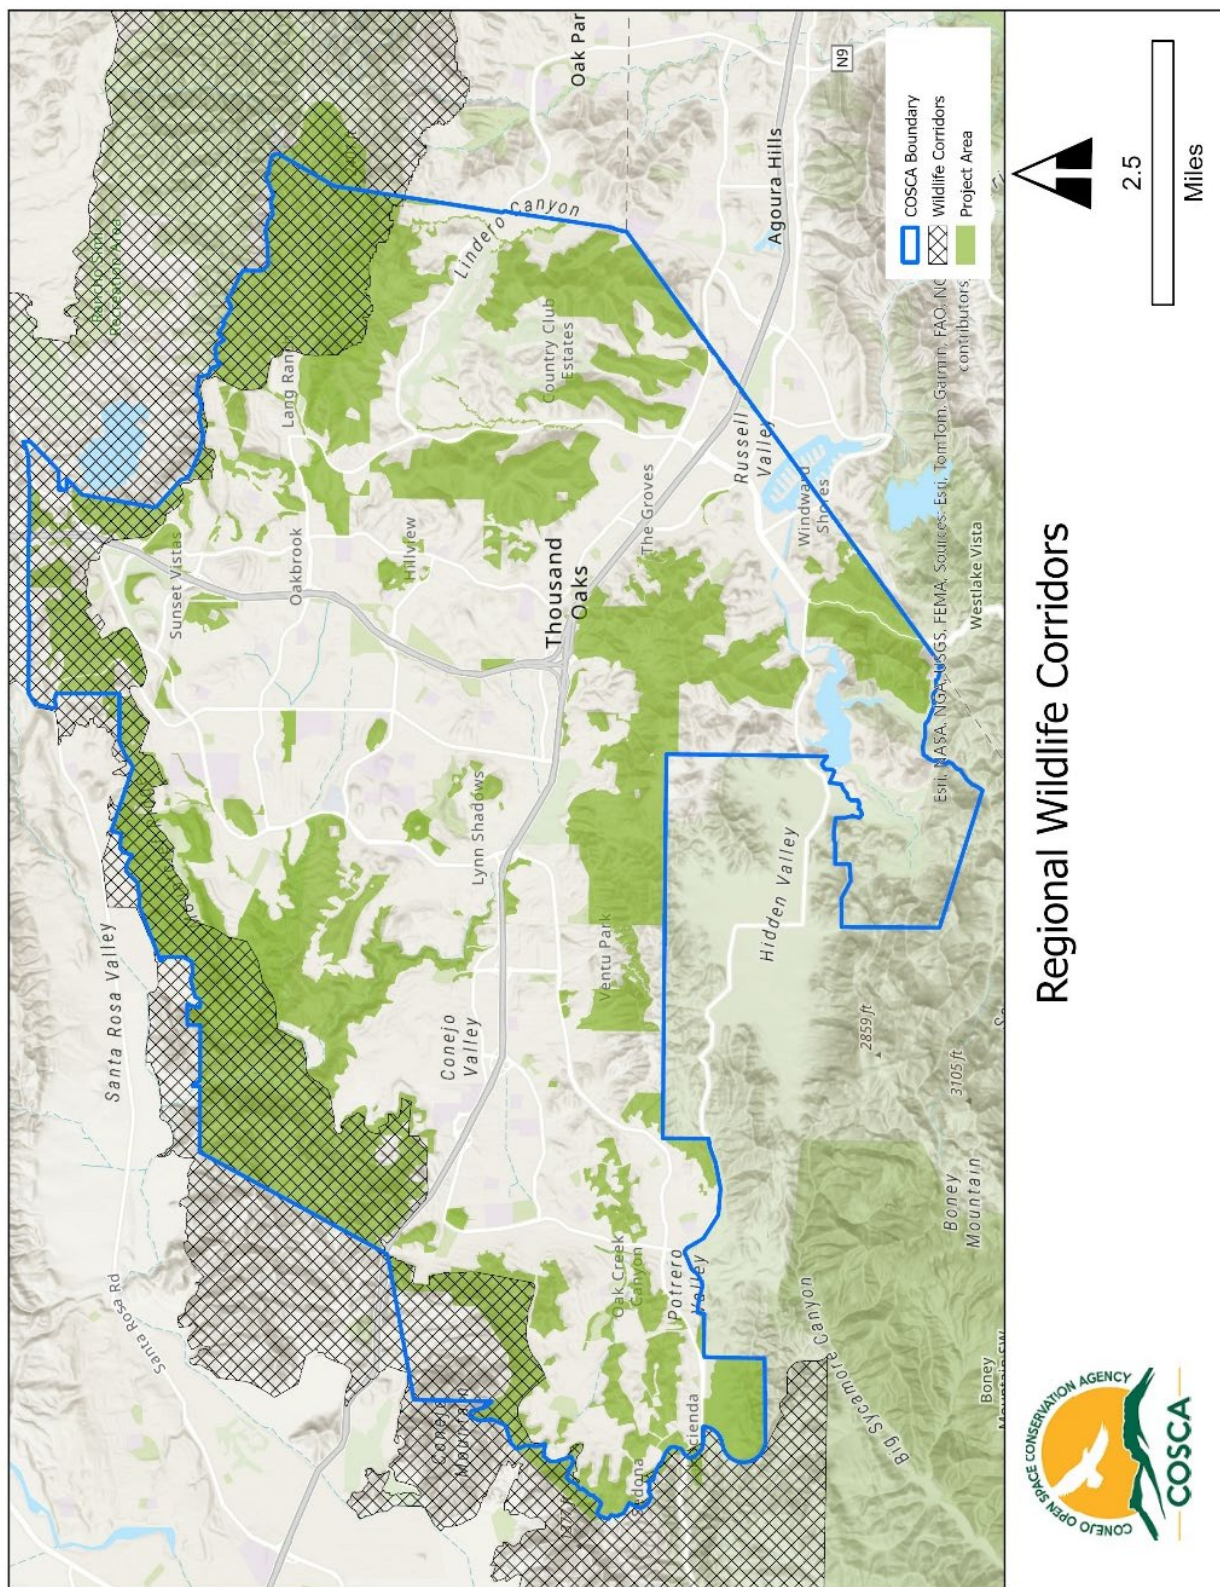 Santa Rosa Valley
Santa Rosa Rd
Sunset Vistas
Lang Ran
Oakbrook
Hillview
Lindero Canyon
Oak Par
Country Club
Estates
Thousand
Oaks
The Groves
Lynn Shadows
Conejo
Valley
Ventu Park
Oak Creek
Canyon
Potrero
Valley
Hidden Valley
Russell
Valley
Windward
Shores
Agoura Hills
N9
Westlake Vista
2859 ft
3105 ft
Boney
Mountain
Big Sycamore Canyon
Boney
Sedona
cienda
Mountain
Esri, NASA, NGA, USGS, FEMA, Sources: Esri, TomTom, Garmin, FAO, NO
contributors
COSCA Boundary
Wildlife Corridors
Project Area
CONEJO OPEN SPACE CONSERVATION AGENCY
COSCA
Regional Wildlife Corridors
2.5
Miles